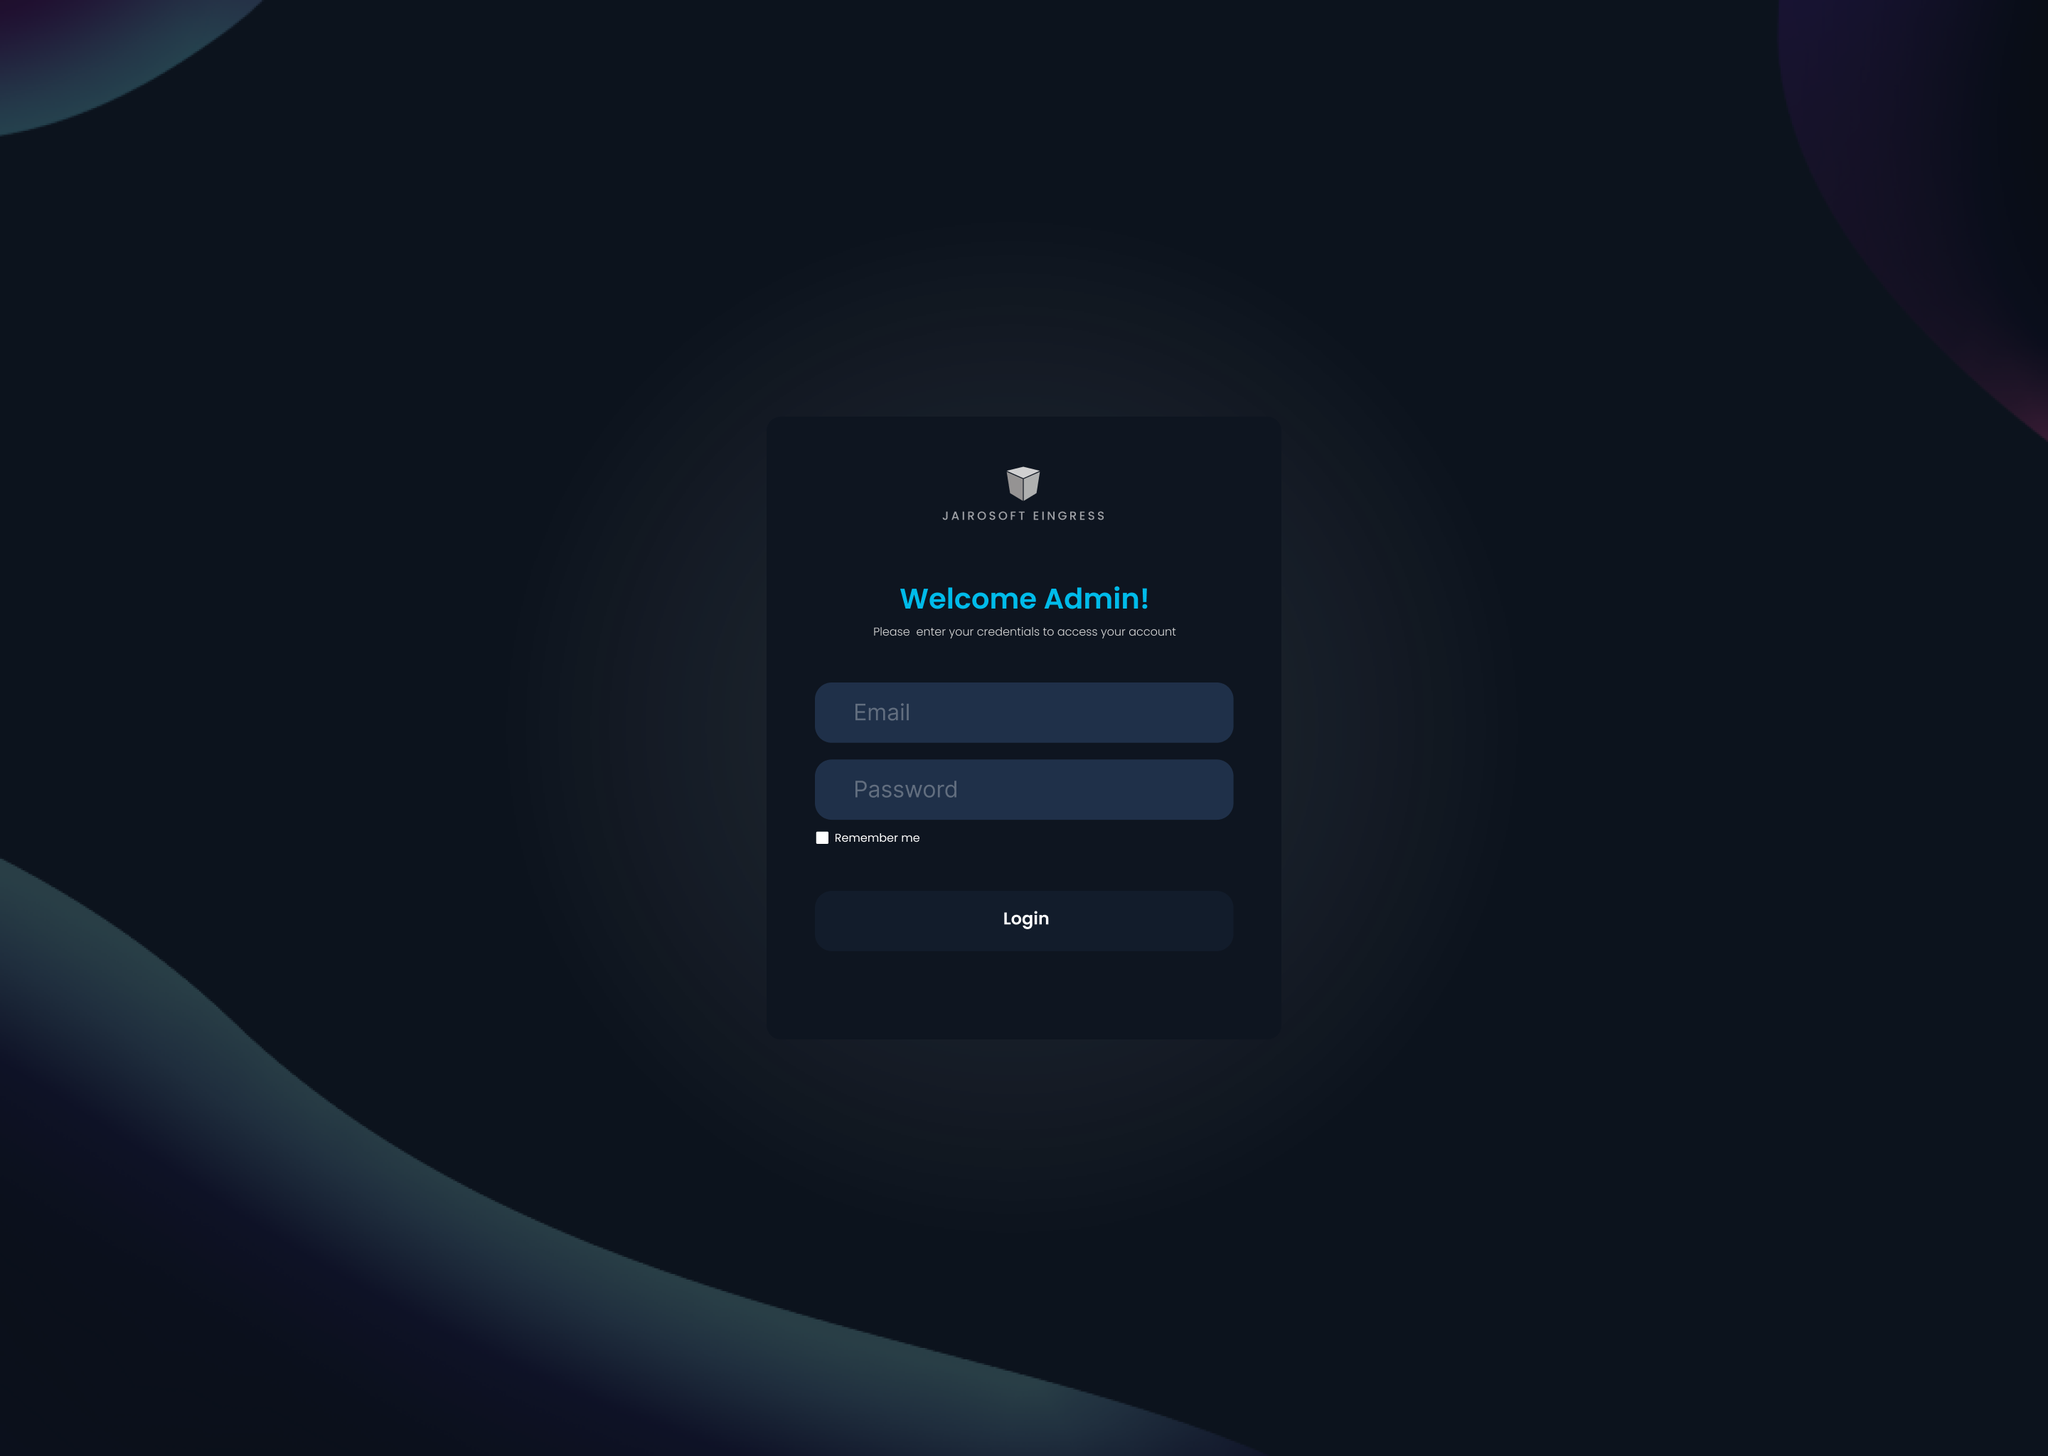 JAIROSOFT EINGRESS
Welcome Admin!
Please  enter your credentials to access your account
Email
Password
Remember me
Login